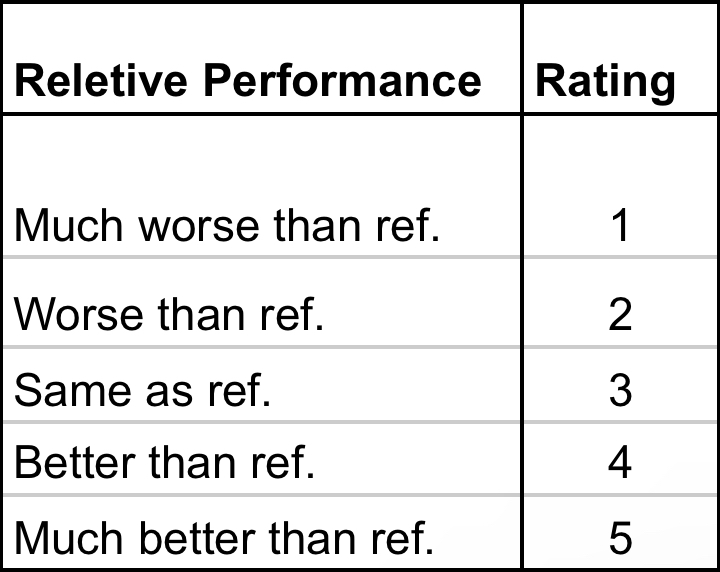 Reletive Performance Rating
Much worse than ref. 1
Worse than ref. 2
Same as ref. 3
Better than ref. 4
Much better than ref. 5